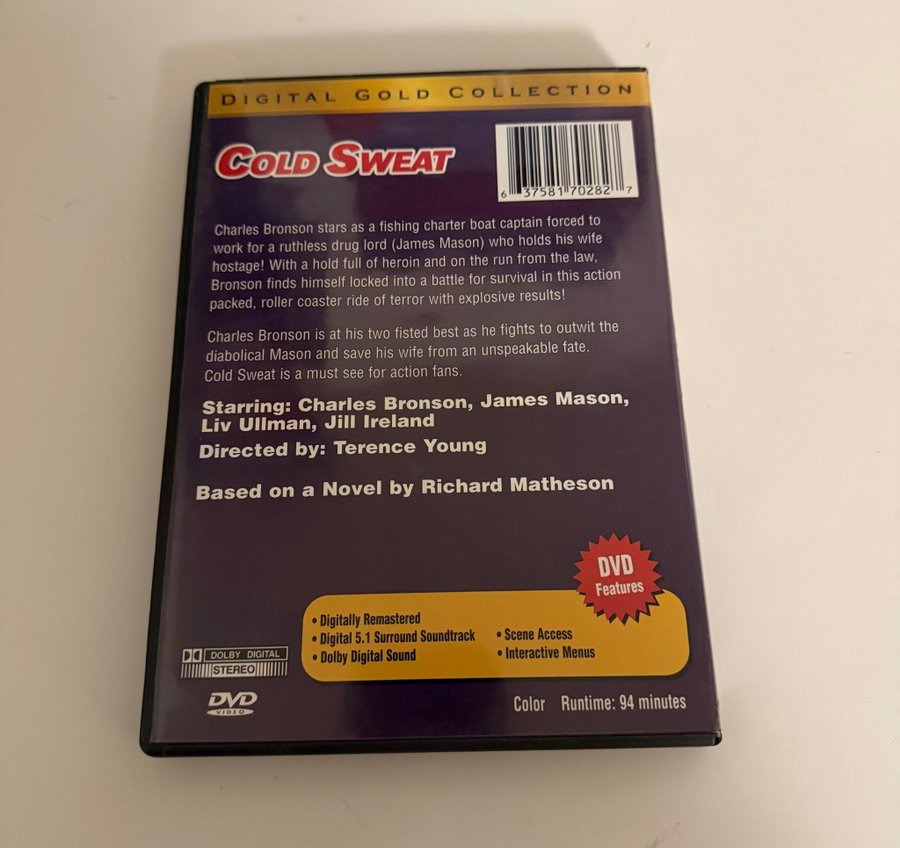 DIGITAL GOLD COLLECTION
COLD SWEAT
6 37581 70282 7
Charles Bronson stars as a fishing charter boat captain forced to
work for a ruthless drug lord (James Mason) who holds his wife
hostage! With a hold full of heroin and on the run from the law,
Bronson finds himself locked into a battle for survival in this action
packed, roller coaster ride of terror with explosive results!
Charles Bronson is at his two fisted best as he fights to outwit the
diabolical Mason and save his wife from an unspeakable fate.
Cold Sweat is a must see for action fans.
Starring: Charles Bronson, James Mason,
Liv Ullman, Jill Ireland
Directed by: Terence Young
Based on a Novel by Richard Matheson
DVD
Features
• Digitally Remastered
• Digital 5.1 Surround Soundtrack
• Dolby Digital Sound
• Scene Access
• Interactive Menus
DOLBY DIGITAL
STEREO
DVD
VIDEO
Color Runtime: 94 minutes